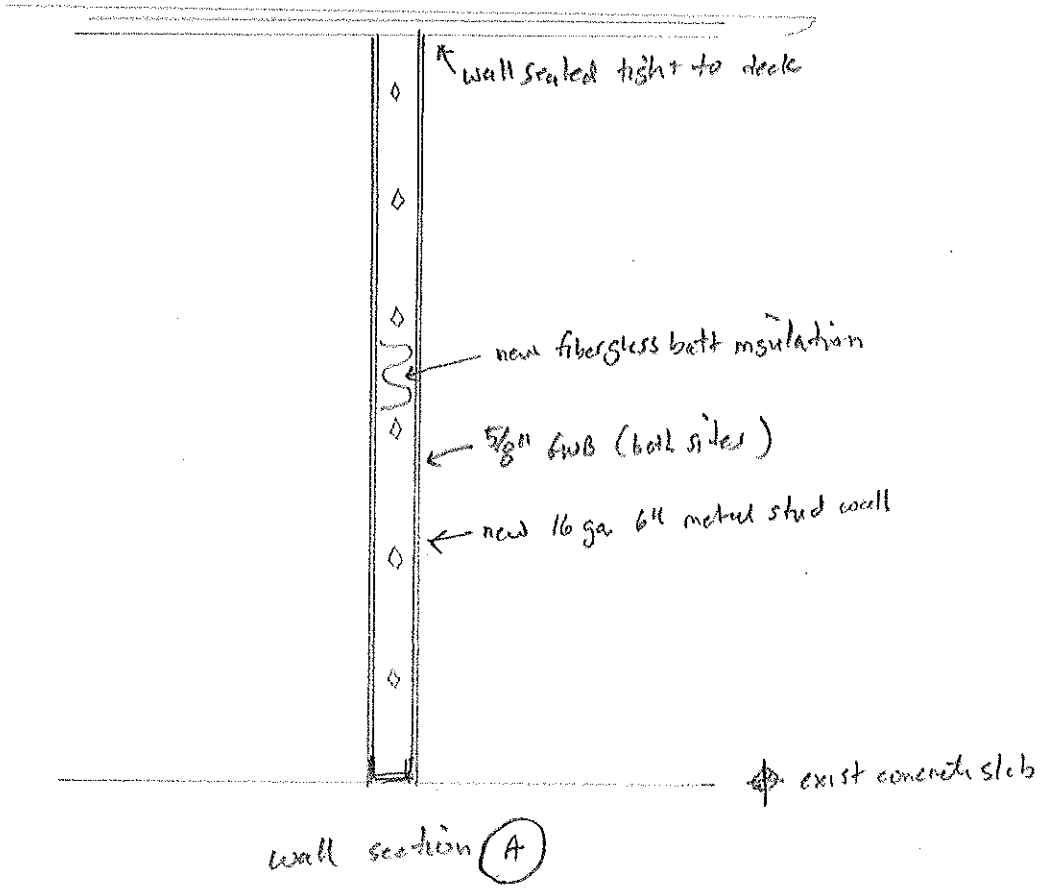 wall sealed tight to deck
new fiberglass batt insulation
5/8" GWB (both sides)
new 16 ga 6" metal stud wall
exist concrete slab
wall section A